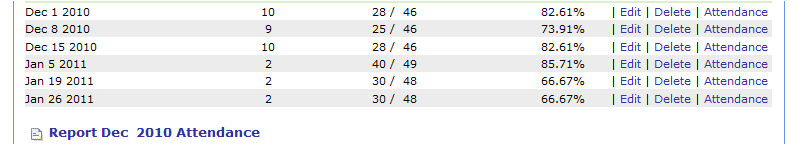 Dec 1 2010 10 28 / 46 82.61% | Edit | Delete | Attendance
Dec 8 2010 9 25 / 46 73.91% | Edit | Delete | Attendance
Dec 15 2010 10 28 / 46 82.61% | Edit | Delete | Attendance
Jan 5 2011 2 40 / 49 85.71% | Edit | Delete | Attendance
Jan 19 2011 2 30 / 48 66.67% | Edit | Delete | Attendance
Jan 26 2011 2 30 / 48 66.67% | Edit | Delete | Attendance
Report Dec 2010 Attendance